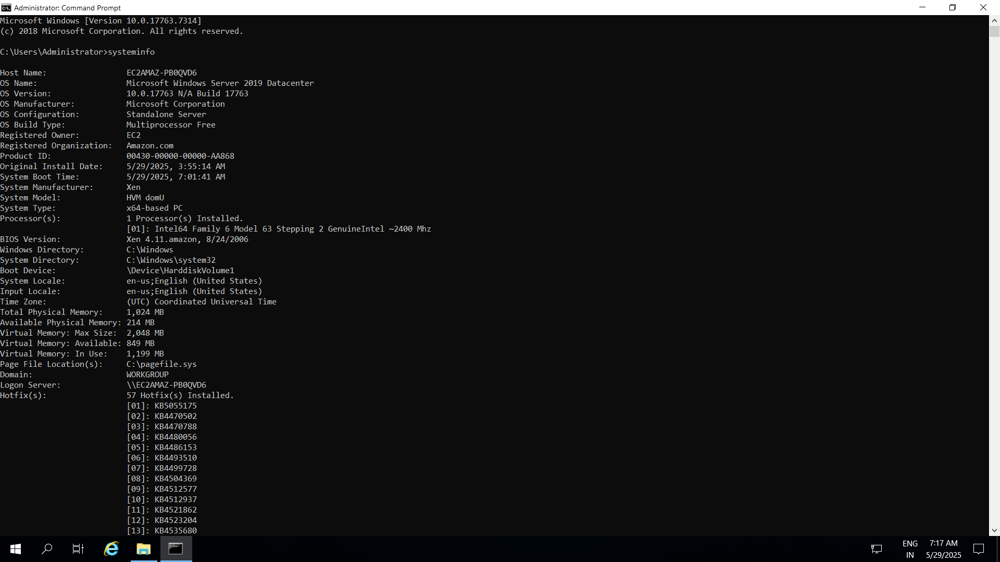 Administrator: Command Prompt
Microsoft Windows [Version 10.0.17763.7314]
(c) 2018 Microsoft Corporation. All rights reserved.
C:\Users\Administrator>systeminfo
Host Name: EC2AMAZ-PB0QVD6
OS Name: Microsoft Windows Server 2019 Datacenter
OS Version: 10.0.17763 N/A Build 17763
OS Manufacturer: Microsoft Corporation
OS Configuration: Standalone Server
OS Build Type: Multiprocessor Free
Registered Owner: EC2
Registered Organization: Amazon.com
Product ID: 00430-00000-00000-AA868
Original Install Date: 5/29/2025, 3:55:14 AM
System Boot Time: 5/29/2025, 7:01:41 AM
System Manufacturer: Xen
System Model: HVM domU
System Type: x64-based PC
Processor(s): 1 Processor(s) Installed.
[01]: Intel64 Family 6 Model 63 Stepping 2 GenuineIntel ~2400 Mhz
BIOS Version: Xen 4.11.amazon, 8/24/2006
Windows Directory: C:\Windows
System Directory: C:\Windows\system32
Boot Device: \Device\HarddiskVolume1
System Locale: en-us;English (United States)
Input Locale: en-us;English (United States)
Time Zone: (UTC) Coordinated Universal Time
Total Physical Memory: 1,024 MB
Available Physical Memory: 214 MB
Virtual Memory: Max Size: 2,048 MB
Virtual Memory: Available: 849 MB
Virtual Memory: In Use: 1,199 MB
Page File Location(s): C:\pagefile.sys
Domain: WORKGROUP
Logon Server: \\EC2AMAZ-PB0QVD6
Hotfix(s): 57 Hotfix(s) Installed.
[01]: KB5055175
[02]: KB4470502
[03]: KB4470788
[04]: KB4480056
[05]: KB4486153
[06]: KB4493510
[07]: KB4499728
[08]: KB4504369
[09]: KB4512577
[10]: KB4512937
[11]: KB4521862
[12]: KB4523204
[13]: KB4535680
ENG 7:17 AM
IN 5/29/2025